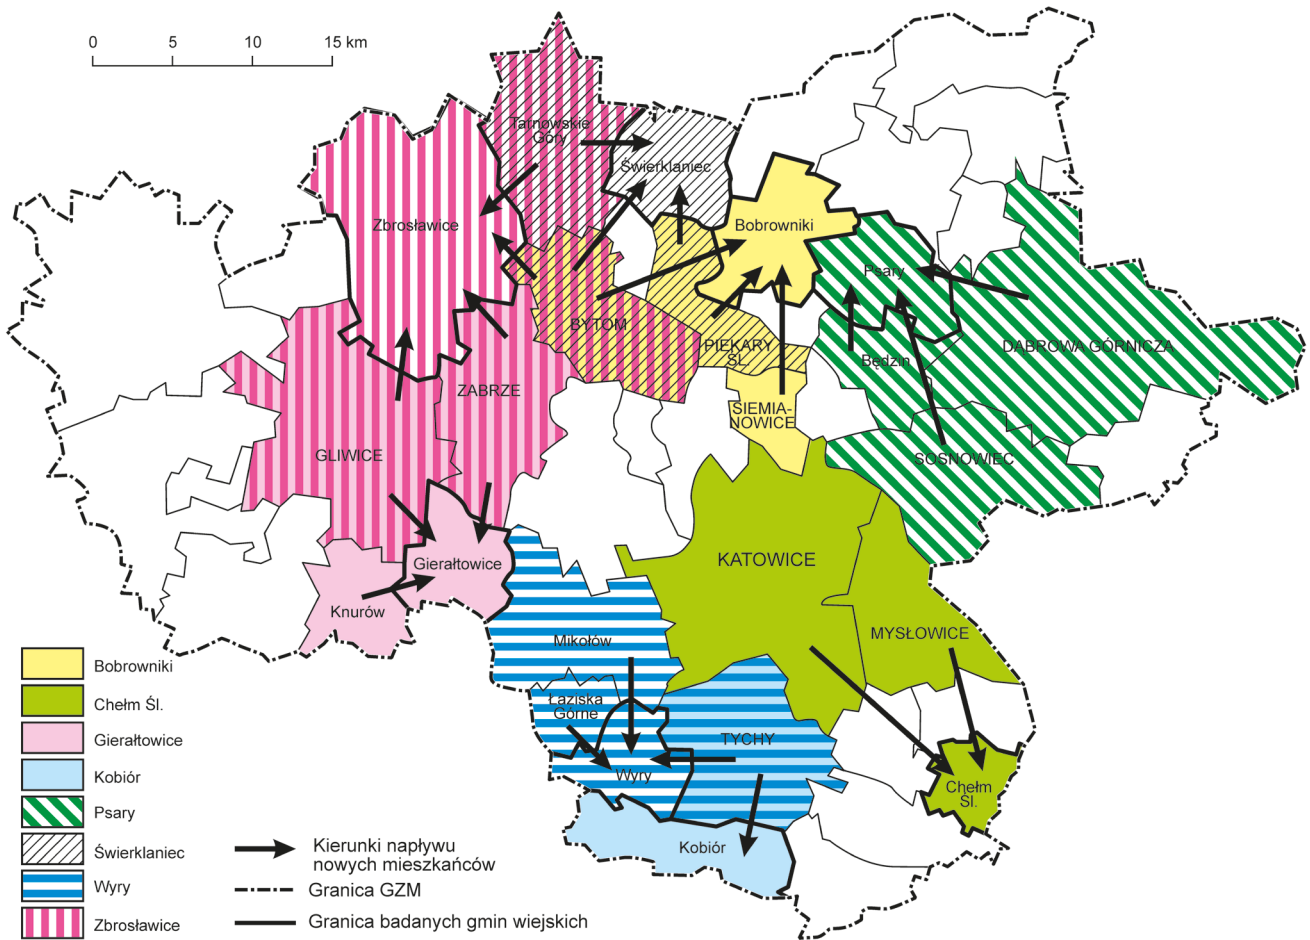 0 5 10 15 km
Tarnowskie
Góry
Świerklaniec
Zbrosławice
Bobrowniki
Psary
BYTOM
PIEKARY
ŚL.
Będzin
DĄBROWA GÓRNICZA
ZABRZE
SIEMIA-
NOWICE
GLIWICE
SOSNOWIEC
KATOWICE
Gierałtowice
Knurów
MYSŁOWICE
Mikołów
Łaziska
Górne
TYCHY
Wyry
Chełm
Śl.
Kobiór
Bobrowniki
Chełm Śl.
Gierałtowice
Kobiór
Psary
Świerklaniec
Wyry
Zbrosławice
Kierunki napływu
nowych mieszkańców
Granica GZM
Granica badanych gmin wiejskich